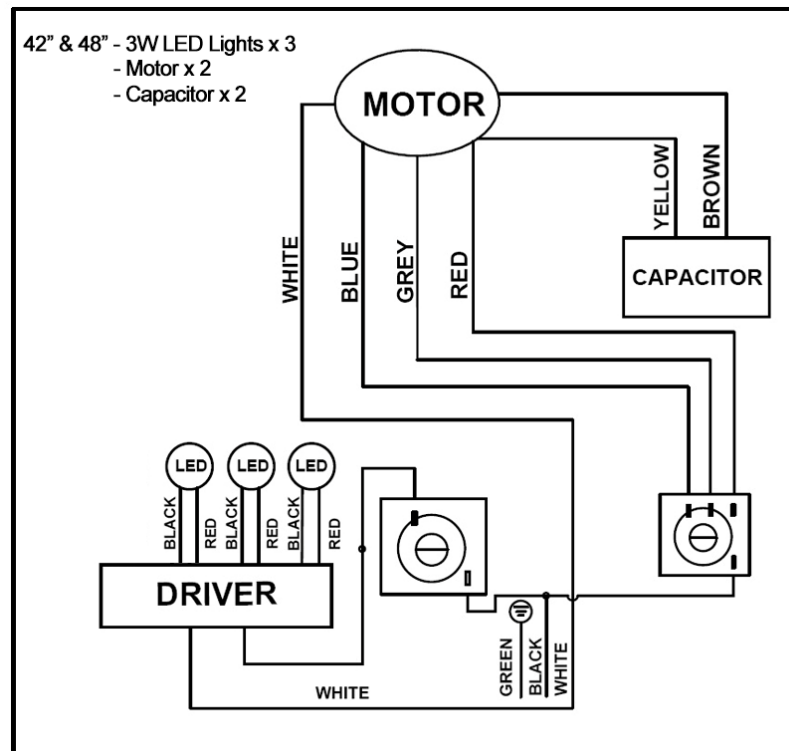 42” & 48” - 3W LED Lights x 3
- Motor x 2
- Capacitor x 2
MOTOR
WHITE
BLUE
GREY
RED
YELLOW
BROWN
CAPACITOR
LED
LED
LED
BLACK
RED
BLACK
RED
BLACK
RED
DRIVER
GREEN
BLACK
WHITE
WHITE